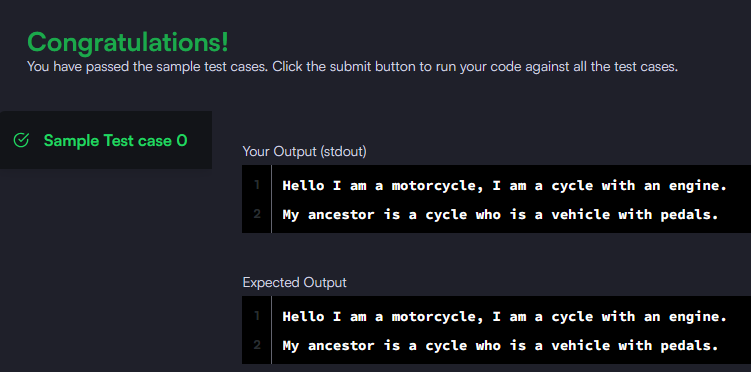 Congratulations!
You have passed the sample test cases. Click the submit button to run your code against all the test cases.
Sample Test case 0
Your Output (stdout)
1 Hello I am a motorcycle, I am a cycle with an engine.
2 My ancestor is a cycle who is a vehicle with pedals.
Expected Output
1 Hello I am a motorcycle, I am a cycle with an engine.
2 My ancestor is a cycle who is a vehicle with pedals.